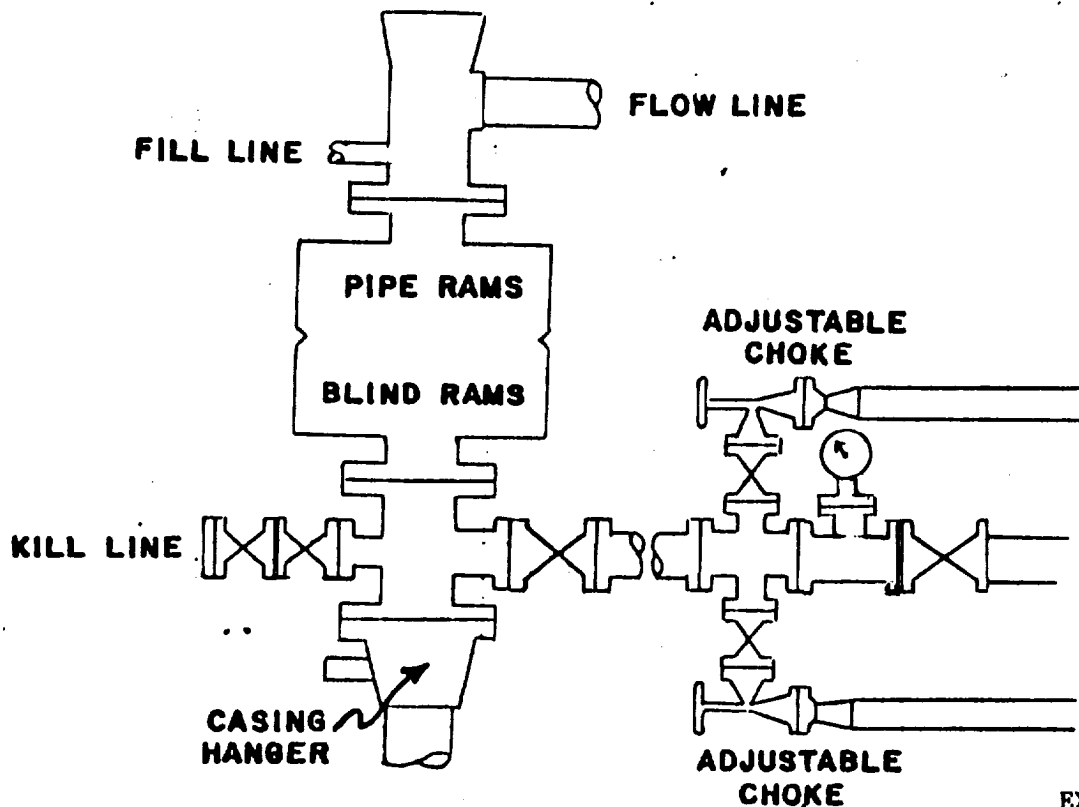 FLOW LINE
FILL LINE
PIPE RAMS
ADJUSTABLE
CHOKE
BLIND RAMS
KILL LINE
CASING
HANGER
ADJUSTABLE
CHOKE